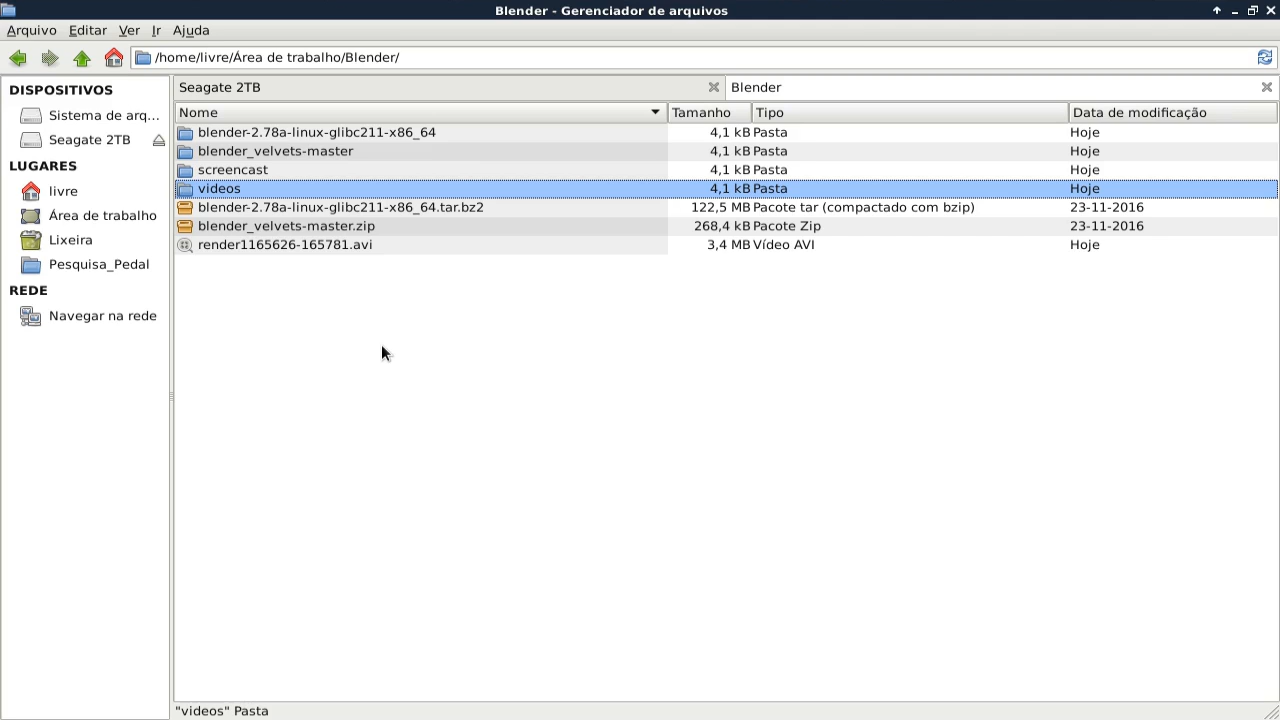 Blender - Gerenciador de arquivos
Arquivo Editar Ver Ir Ajuda
/home/livre/Área de trabalho/Blender/
DISPOSITIVOS
Sistema de arq...
Seagate 2TB
LUGARES
livre
Área de trabalho
Lixeira
Pesquisa_Pedal
REDE
Navegar na rede
Seagate 2TB Blender
Nome Tamanho Tipo Data de modificação
blender-2.78a-linux-glibc211-x86_64 4,1 kB Pasta Hoje
blender_velvets-master 4,1 kB Pasta Hoje
screencast 4,1 kB Pasta Hoje
videos 4,1 kB Pasta Hoje
blender-2.78a-linux-glibc211-x86_64.tar.bz2 122,5 MB Pacote tar (compactado com bzip) 23-11-2016
blender_velvets-master.zip 268,4 kB Pacote Zip 23-11-2016
render1165626-165781.avi 3,4 MB Vídeo AVI Hoje
"videos" Pasta